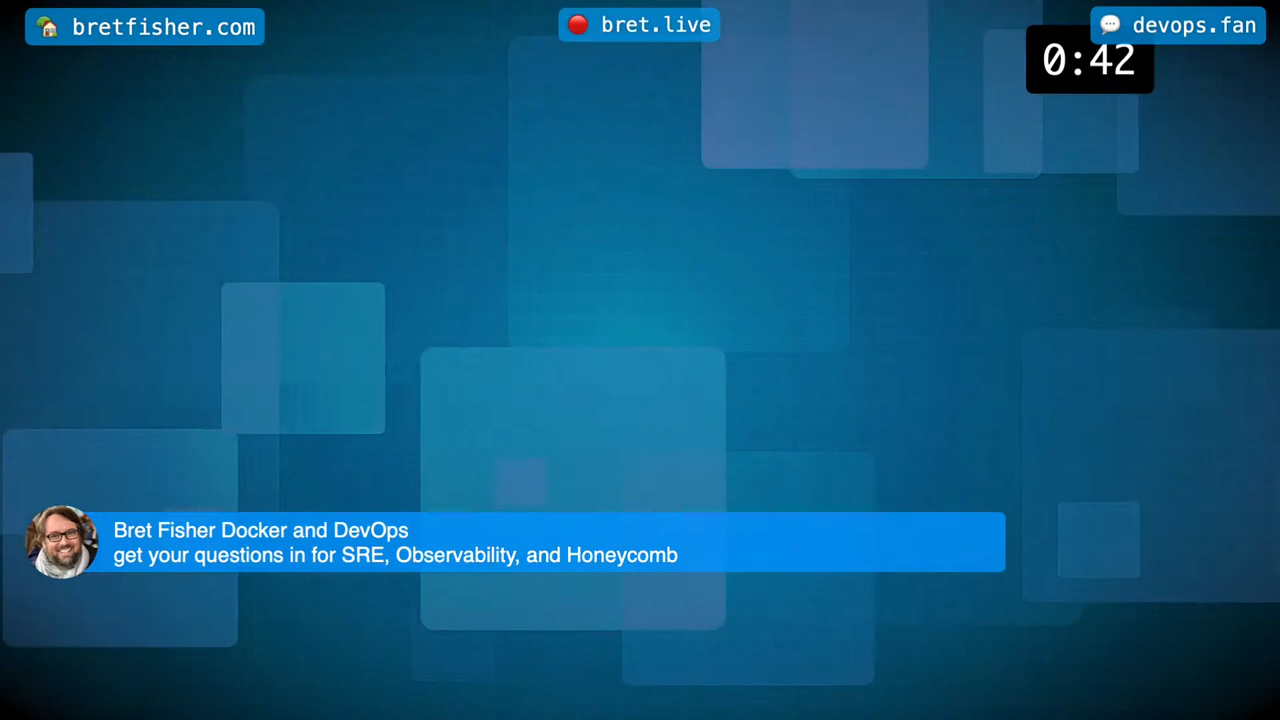 bretfisher.com
bret.live
devops.fan
0:42
Bret Fisher Docker and DevOps
get your questions in for SRE, Observability, and Honeycomb